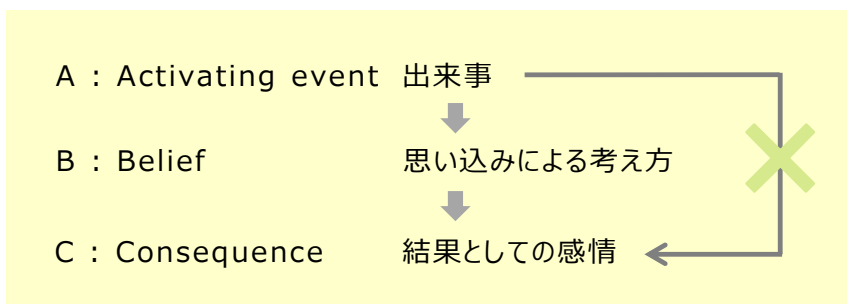 A : Activating event 出来事
B : Belief 思い込みによる考え方
C : Consequence 結果としての感情